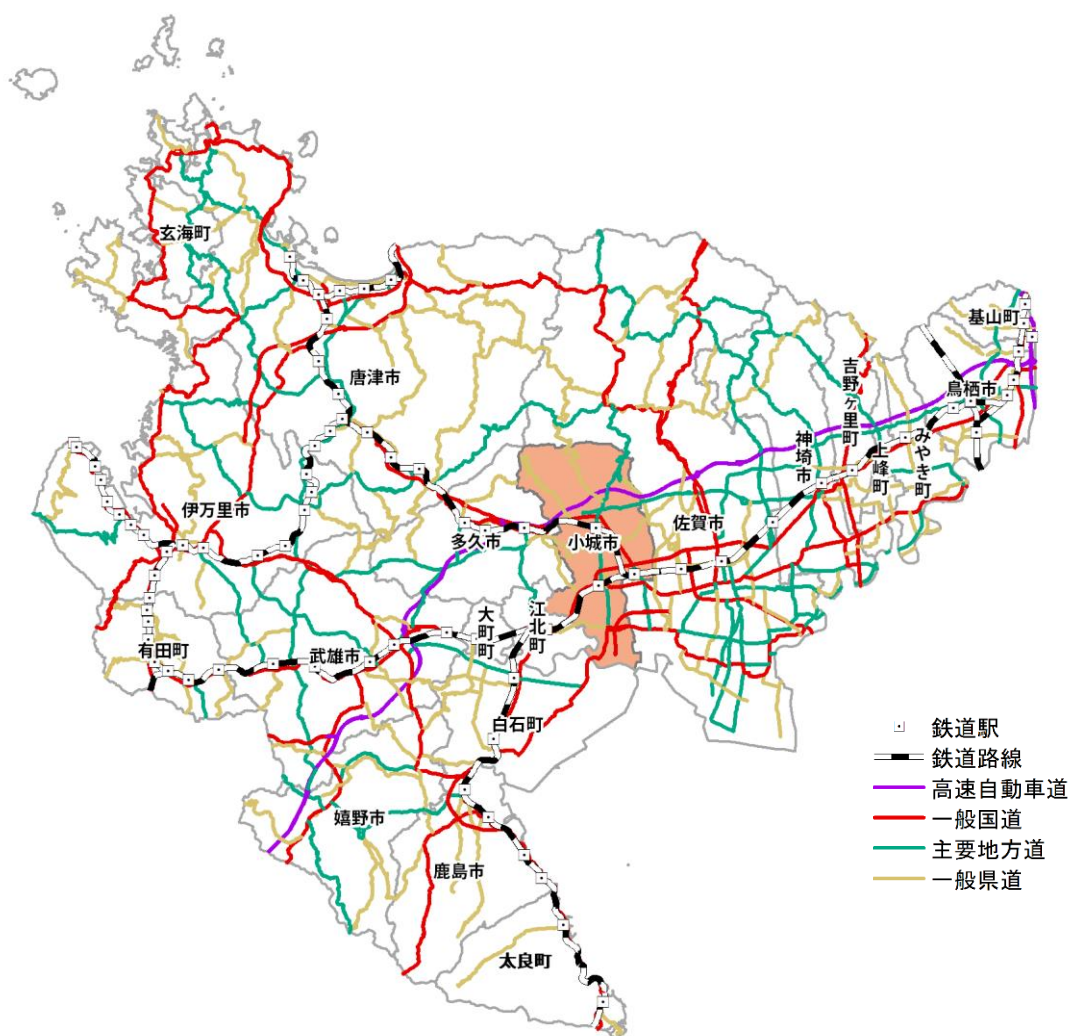 玄海町
基山町
吉野ヶ里町
鳥栖市
唐津市
みやき町
神埼市
上峰町
伊万里市
佐賀市
多久市
小城市
大町町
江北町
有田町
武雄市
白石町
嬉野市
鹿島市
太良町
鉄道駅
鉄道路線
高速自動車道
一般国道
主要地方道
一般県道